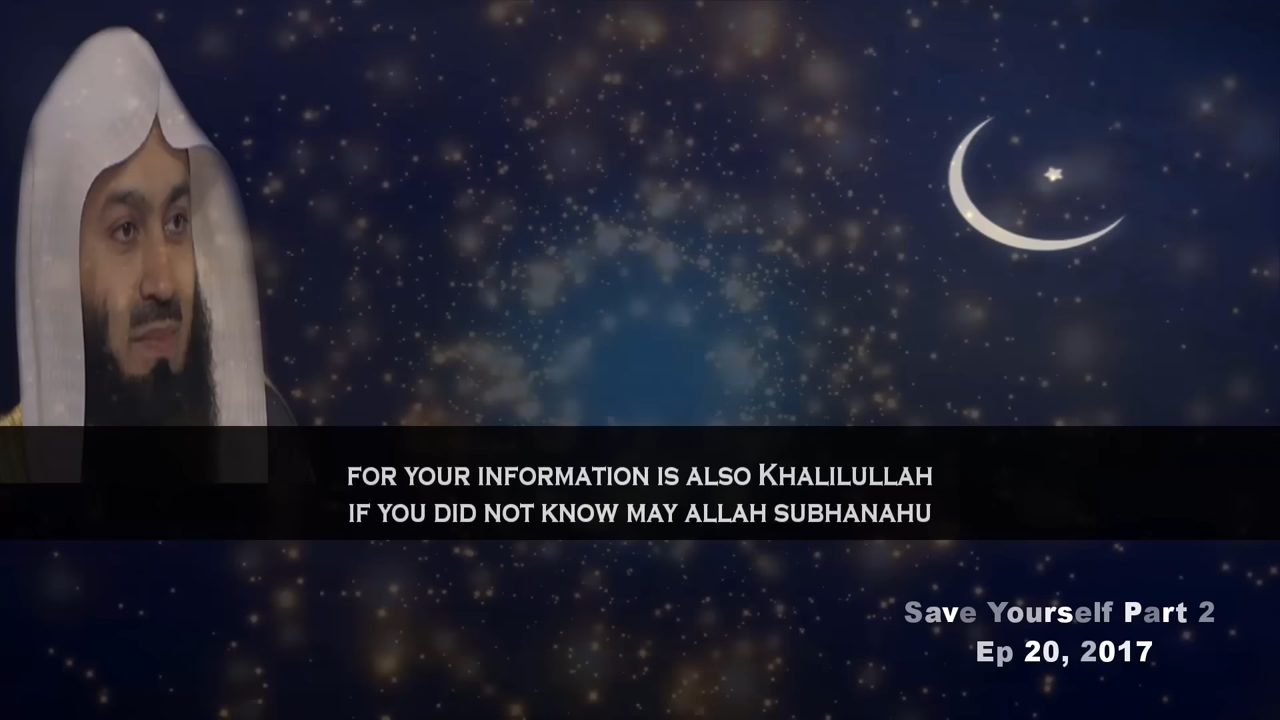 FOR YOUR INFORMATION IS ALSO KHALILULLAH
IF YOU DID NOT KNOW MAY ALLAH SUBHANAHU
Save Yourself Part 2
Ep 20, 2017